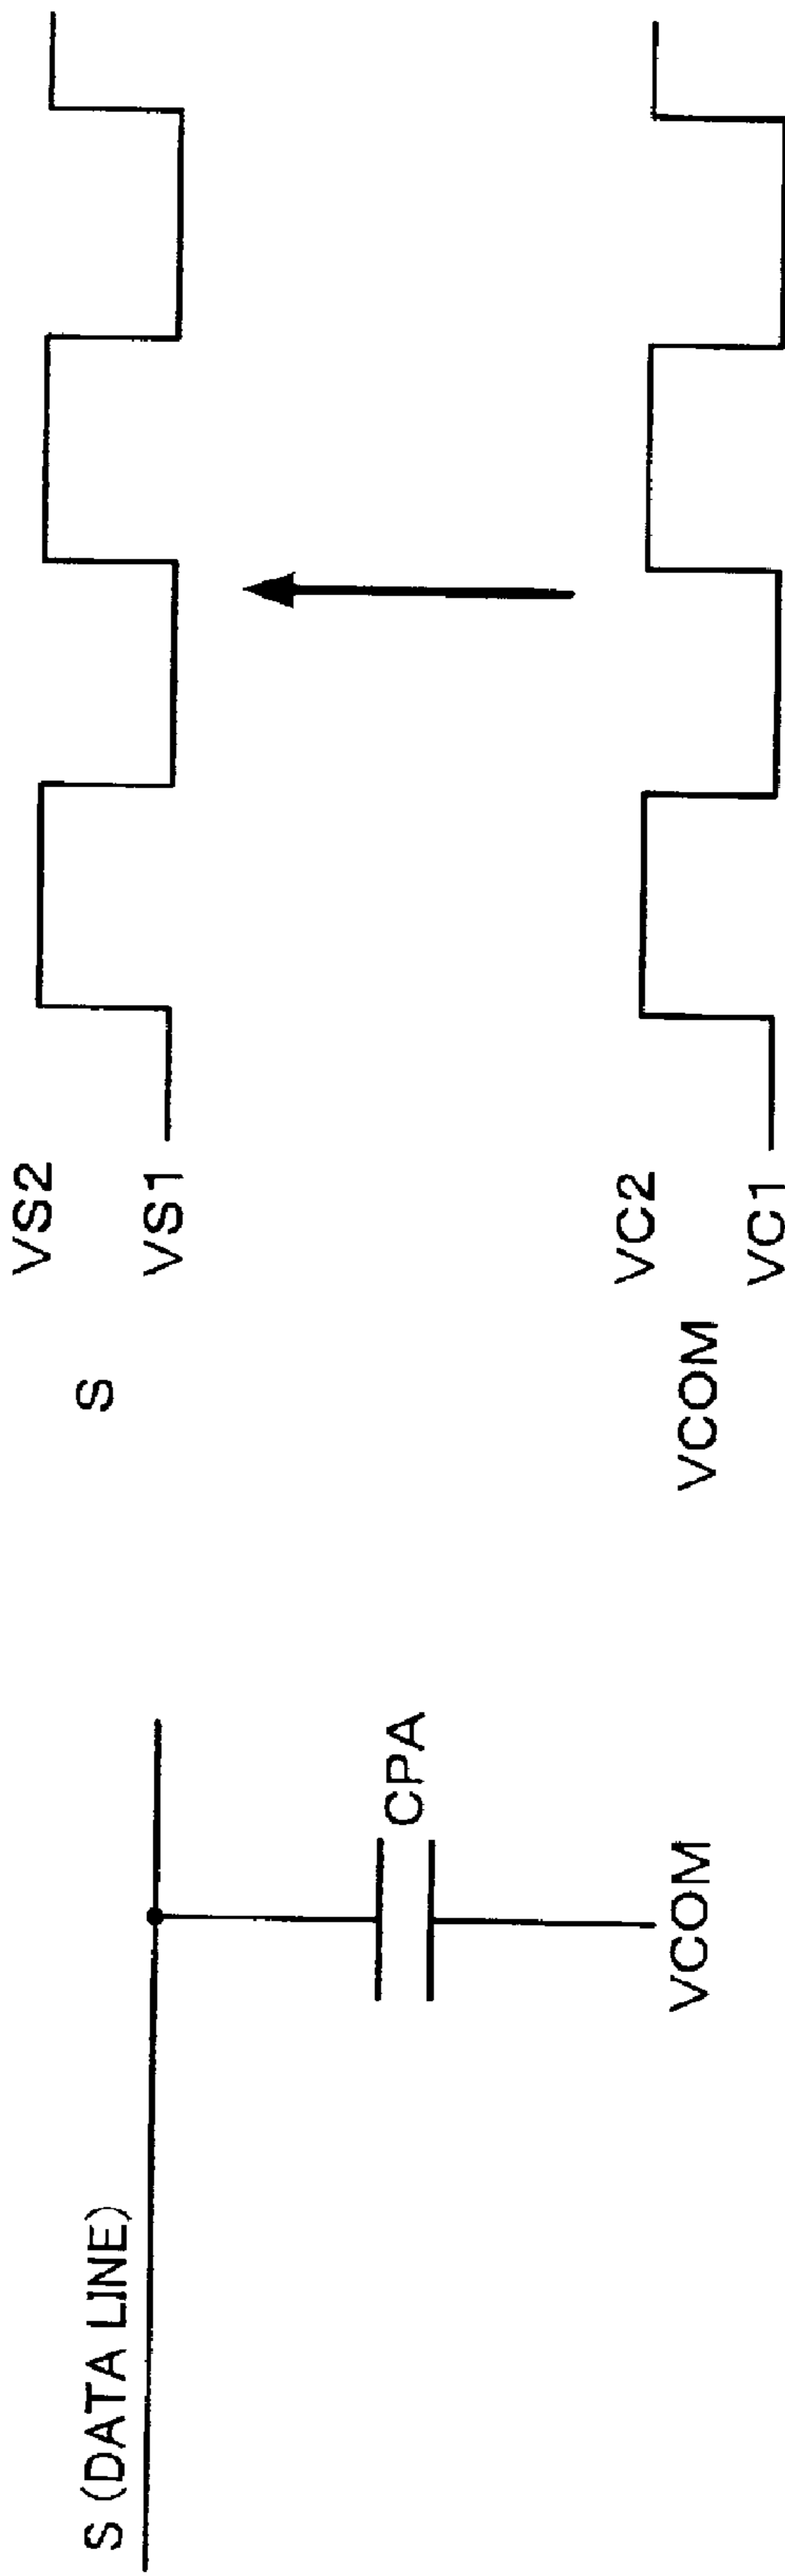 S (DATA LINE)
CPA
VCOM
S
VS2
VS1
VCOM
VC2
VC1